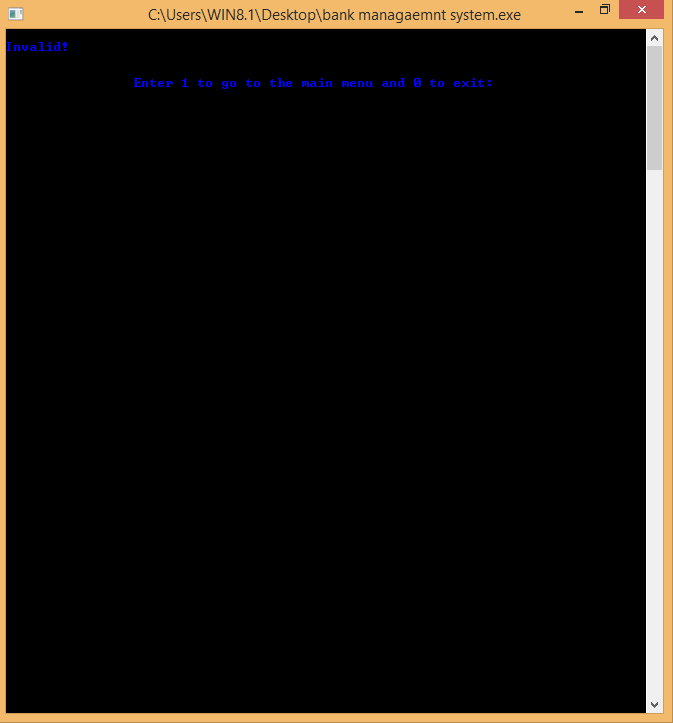 C:\Users\WIN8.1\Desktop\bank managaemnt system.exe
Invalid!
Enter 1 to go to the main menu and 0 to exit: